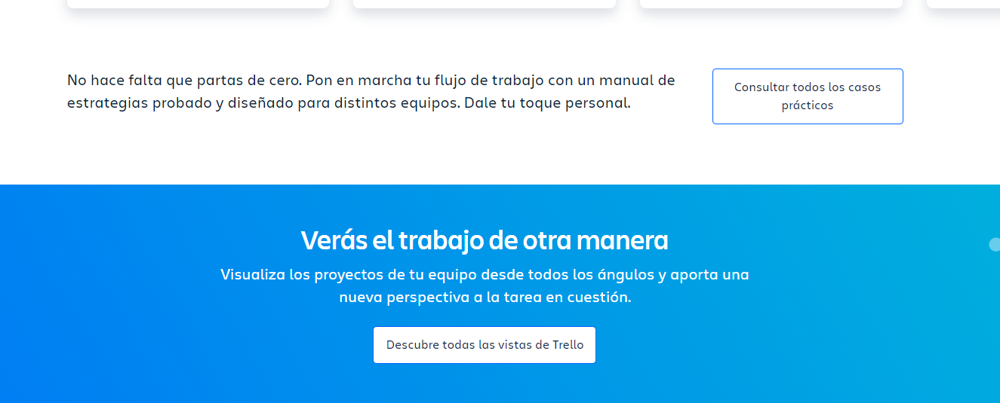 No hace falta que partas de cero. Pon en marcha tu flujo de trabajo con un manual de
estrategias probado y diseñado para distintos equipos. Dale tu toque personal.
Consultar todos los casos
prácticos
Verás el trabajo de otra manera
Visualiza los proyectos de tu equipo desde todos los ángulos y aporta una
nueva perspectiva a la tarea en cuestión.
Descubre todas las vistas de Trello